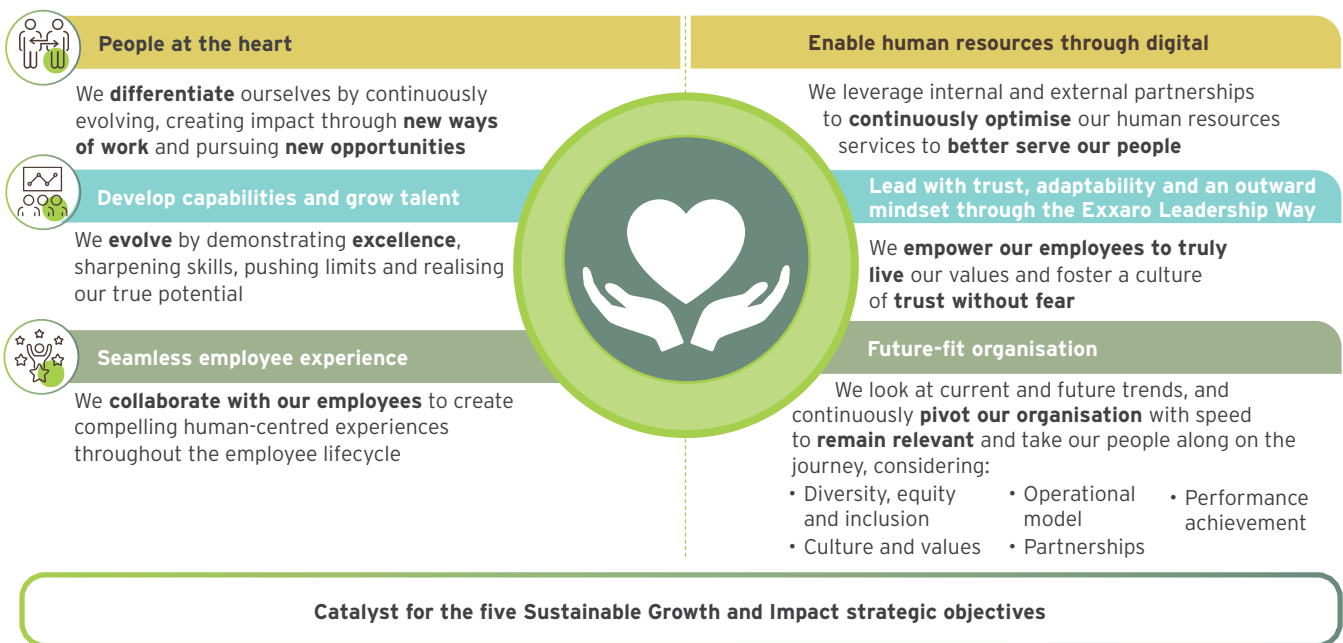 People at the heart
We differentiate ourselves by continuously
evolving, creating impact through new ways
of work and pursuing new opportunities
Develop capabilities and grow talent
We evolve by demonstrating excellence,
sharpening skills, pushing limits and realising
our true potential
Seamless employee experience
We collaborate with our employees to create
compelling human-centred experiences
throughout the employee lifecycle
Enable human resources through digital
We leverage internal and external partnerships
to continuously optimise our human resources
services to better serve our people
Lead with trust, adaptability and an outward
mindset through the Exxaro Leadership Way
We empower our employees to truly
live our values and foster a culture
of trust without fear
Future-fit organisation
We look at current and future trends, and
continuously pivot our organisation with speed
to remain relevant and take our people along on the
journey, considering:
• Diversity, equity
and inclusion
• Culture and values
• Operational
model
• Partnerships
• Performance
achievement
Catalyst for the five Sustainable Growth and Impact strategic objectives